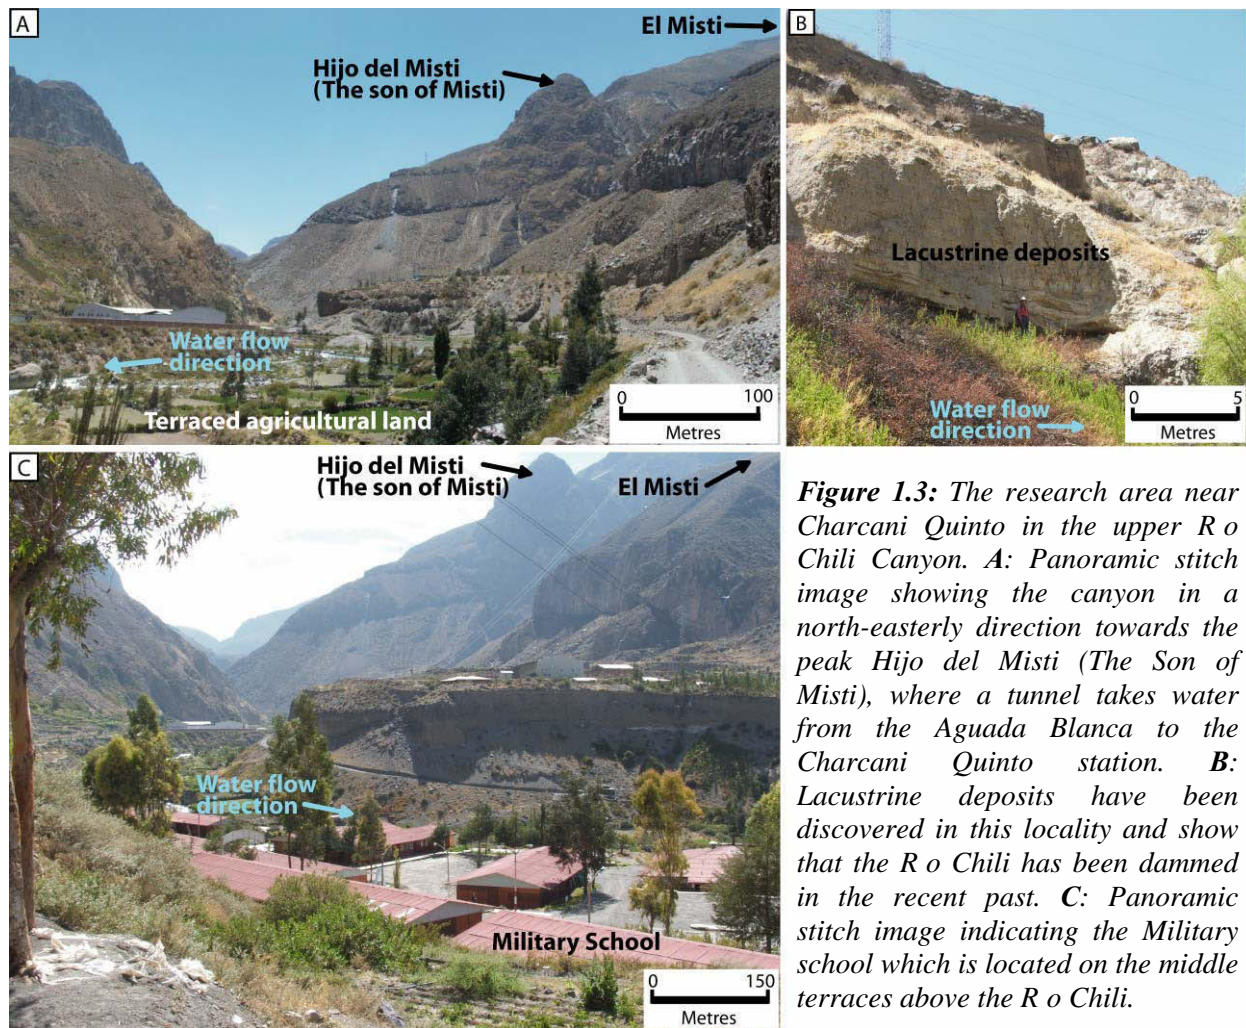 A
El Misti
Hijo del Misti
(The son of Misti)
Water flow
direction
Terraced agricultural land
0 100
Metres
B
Lacustrine deposits
Water flow
direction
0 5
Metres
C
Hijo del Misti
(The son of Misti)
El Misti
Water flow
direction
Military School
0 150
Metres
Figure 1.3: The research area near
Charcani Quinto in the upper R o
Chili Canyon. A: Panoramic stitch
image showing the canyon in a
north-easterly direction towards the
peak Hijo del Misti (The Son of
Misti), where a tunnel takes water
from the Aguada Blanca to the
Charcani Quinto station. B:
Lacustrine deposits have been
discovered in this locality and show
that the R o Chili has been dammed
in the recent past. C: Panoramic
stitch image indicating the Military
school which is located on the middle
terraces above the R o Chili.